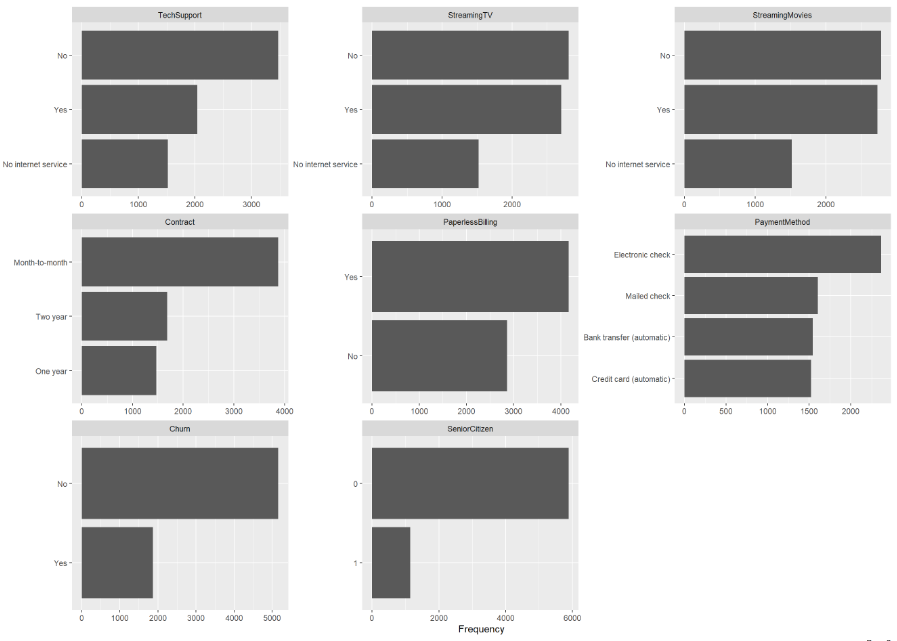 TechSupport
No
Yes
No internet service
0 1000 2000 3000
StreamingTV
No
Yes
No internet service
0 1000 2000
StreamingMovies
No
Yes
No internet service
0 1000 2000
Contract
Month-to-month
Two year
One year
0 1000 2000 3000 4000
PaperlessBilling
Yes
No
0 1000 2000 3000 4000
PaymentMethod
Electronic check
Mailed check
Bank transfer (automatic)
Credit card (automatic)
0 500 1000 1500 2000
Churn
No
Yes
0 1000 2000 3000 4000 5000
SeniorCitizen
0
1
0 2000 4000 6000
Frequency